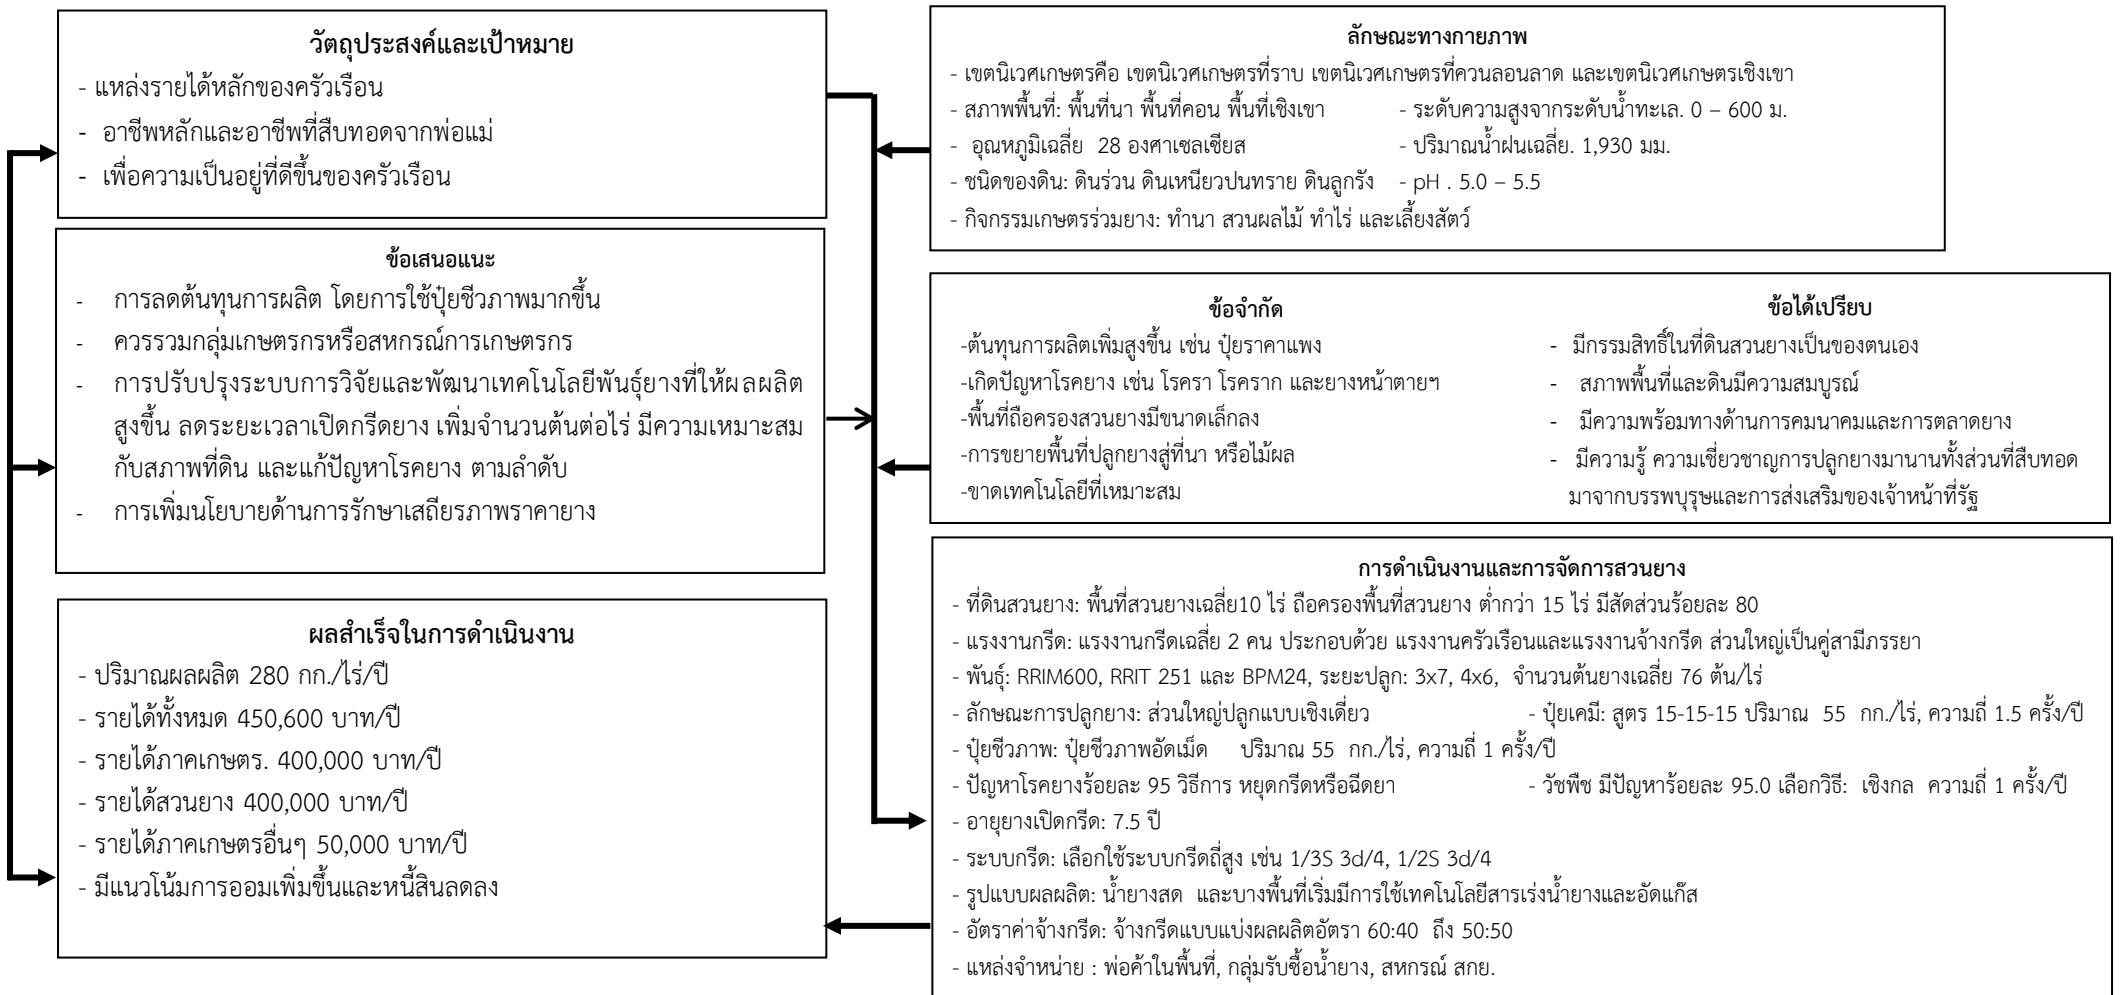 วัตถุประสงค์และเป้าหมาย
- แหล่งรายได้หลักของครัวเรือน
- อาชีพหลักและอาชีพที่สืบทอดจากพ่อแม่
- เพื่อความเป็นอยู่ที่ดีขึ้นของครัวเรือน
ข้อเสนอแนะ
- การลดต้นทุนการผลิต โดยการใช้ปุ๋ยชีวภาพมากขึ้น
- ควรรวมกลุ่มเกษตรกรหรือสหกรณ์การเกษตรกร
- การปรับปรุงระบบการวิจัยและพัฒนาเทคโนโลยีพันธุ์ยางที่ให้ผลผลิต
สูงขึ้น ลดระยะเวลาเปิดกรีดยาง เพิ่มจำนวนต้นต่อไร่ มีความเหมาะสม
กับสภาพที่ดิน และแก้ปัญหาโรคยาง ตามลำดับ
- การเพิ่มนโยบายด้านการรักษาเสถียรภาพราคายาง
ผลสำเร็จในการดำเนินงาน
- ปริมาณผลผลิต 280 กก./ไร่/ปี
- รายได้ทั้งหมด 450,600 บาท/ปี
- รายได้ภาคเกษตร. 400,000 บาท/ปี
- รายได้สวนยาง 400,000 บาท/ปี
- รายได้ภาคเกษตรอื่นๆ 50,000 บาท/ปี
- มีแนวโน้มการออมเพิ่มขึ้นและหนี้สินลดลง
ลักษณะทางกายภาพ
- เขตนิเวศเกษตรคือ เขตนิเวศเกษตรที่ราบ เขตนิเวศเกษตรที่ควนลอนลาด และเขตนิเวศเกษตรเชิงเขา
- สภาพพื้นที่: พื้นที่นา พื้นที่คอน พื้นที่เชิงเขา - ระดับความสูงจากระดับน้ำทะเล. 0 – 600 ม.
- อุณหภูมิเฉลี่ย 28 องศาเซลเซียส - ปริมาณน้ำฝนเฉลี่ย. 1,930 มม.
- ชนิดของดิน: ดินร่วน ดินเหนียวปนทราย ดินลูกรัง - pH . 5.0 – 5.5
- กิจกรรมเกษตรร่วมยาง: ทำนา สวนผลไม้ ทำไร่ และเลี้ยงสัตว์
ข้อจำกัด
-ต้นทุนการผลิตเพิ่มสูงขึ้น เช่น ปุ๋ยราคาแพง
-เกิดปัญหาโรคยาง เช่น โรครา โรคราก และยางหน้าตายฯ
-พื้นที่ถือครองสวนยางมีขนาดเล็กลง
-การขยายพื้นที่ปลูกยางสู่ที่นา หรือไม้ผล
-ขาดเทคโนโลยีที่เหมาะสม
ข้อได้เปรียบ
- มีกรรมสิทธิ์ในที่ดินสวนยางเป็นของตนเอง
- สภาพพื้นที่และดินมีความสมบูรณ์
- มีความพร้อมทางด้านการคมนาคมและการตลาดยาง
- มีความรู้ ความเชี่ยวชาญการปลูกยางมานานทั้งส่วนที่สืบทอด
มาจากบรรพบุรุษและการส่งเสริมของเจ้าหน้าที่รัฐ
การดำเนินงานและการจัดการสวนยาง
- ที่ดินสวนยาง: พื้นที่สวนยางเฉลี่ย10 ไร่ ถือครองพื้นที่สวนยาง ต่ำกว่า 15 ไร่ มีสัดส่วนร้อยละ 80
- แรงงานกรีด: แรงงานกรีดเฉลี่ย 2 คน ประกอบด้วย แรงงานครัวเรือนและแรงงานจ้างกรีด ส่วนใหญ่เป็นคู่สามีภรรยา
- พันธุ์: RRIM600, RRIT 251 และ BPM24, ระยะปลูก: 3x7, 4x6, จำนวนต้นยางเฉลี่ย 76 ต้น/ไร่
- ลักษณะการปลูกยาง: ส่วนใหญ่ปลูกแบบเชิงเดี่ยว - ปุ๋ยเคมี: สูตร 15-15-15 ปริมาณ 55 กก./ไร่, ความถี่ 1.5 ครั้ง/ปี
- ปุ๋ยชีวภาพ: ปุ๋ยชีวภาพอัดเม็ด ปริมาณ 55 กก./ไร่, ความถี่ 1 ครั้ง/ปี
- ปัญหาโรคยางร้อยละ 95 วิธีการ หยุดกรีดหรือฉีดยา - วัชพืช มีปัญหาร้อยละ 95.0 เลือกวิธี: เชิงกล ความถี่ 1 ครั้ง/ปี
- อายุยางเปิดกรีด: 7.5 ปี
- ระบบกรีด: เลือกใช้ระบบกรีดถี่สูง เช่น 1/3S 3d/4, 1/2S 3d/4
- รูปแบบผลผลิต: น้ำยางสด และบางพื้นที่เริ่มมีการใช้เทคโนโลยีสารเร่งน้ำยางและอัดแก๊ส
- อัตราค่าจ้างกรีด: จ้างกรีดแบบแบ่งผลผลิตอัตรา 60:40 ถึง 50:50
- แหล่งจำหน่าย : พ่อค้าในพื้นที่, กลุ่มรับซื้อน้ำยาง, สหกรณ์ สกย.